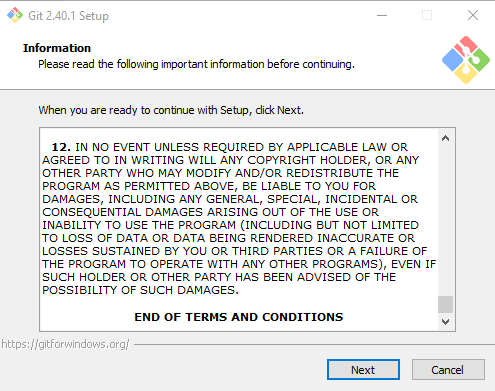 Git 2.40.1 Setup
Information
Please read the following important information before continuing.
When you are ready to continue with Setup, click Next.
12. IN NO EVENT UNLESS REQUIRED BY APPLICABLE LAW OR
AGREED TO IN WRITING WILL ANY COPYRIGHT HOLDER, OR ANY
OTHER PARTY WHO MAY MODIFY AND/OR REDISTRIBUTE THE
PROGRAM AS PERMITTED ABOVE, BE LIABLE TO YOU FOR
DAMAGES, INCLUDING ANY GENERAL, SPECIAL, INCIDENTAL OR
CONSEQUENTIAL DAMAGES ARISING OUT OF THE USE OR
INABILITY TO USE THE PROGRAM (INCLUDING BUT NOT LIMITED
TO LOSS OF DATA OR DATA BEING RENDERED INACCURATE OR
LOSSES SUSTAINED BY YOU OR THIRD PARTIES OR A FAILURE OF
THE PROGRAM TO OPERATE WITH ANY OTHER PROGRAMS), EVEN IF
SUCH HOLDER OR OTHER PARTY HAS BEEN ADVISED OF THE
POSSIBILITY OF SUCH DAMAGES.
END OF TERMS AND CONDITIONS
https://gitforwindows.org/
Next
Cancel